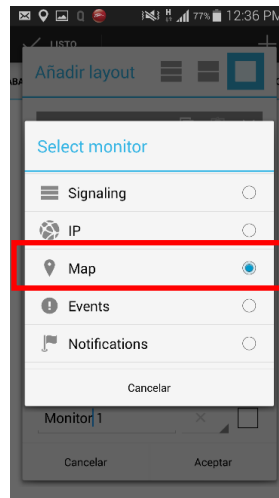 H 77% 12:36 PM
LISTO
Añadir layout
Select monitor
Signaling
IP
Map
Events
Notifications
Cancelar
Monitor 1
Cancelar Aceptar